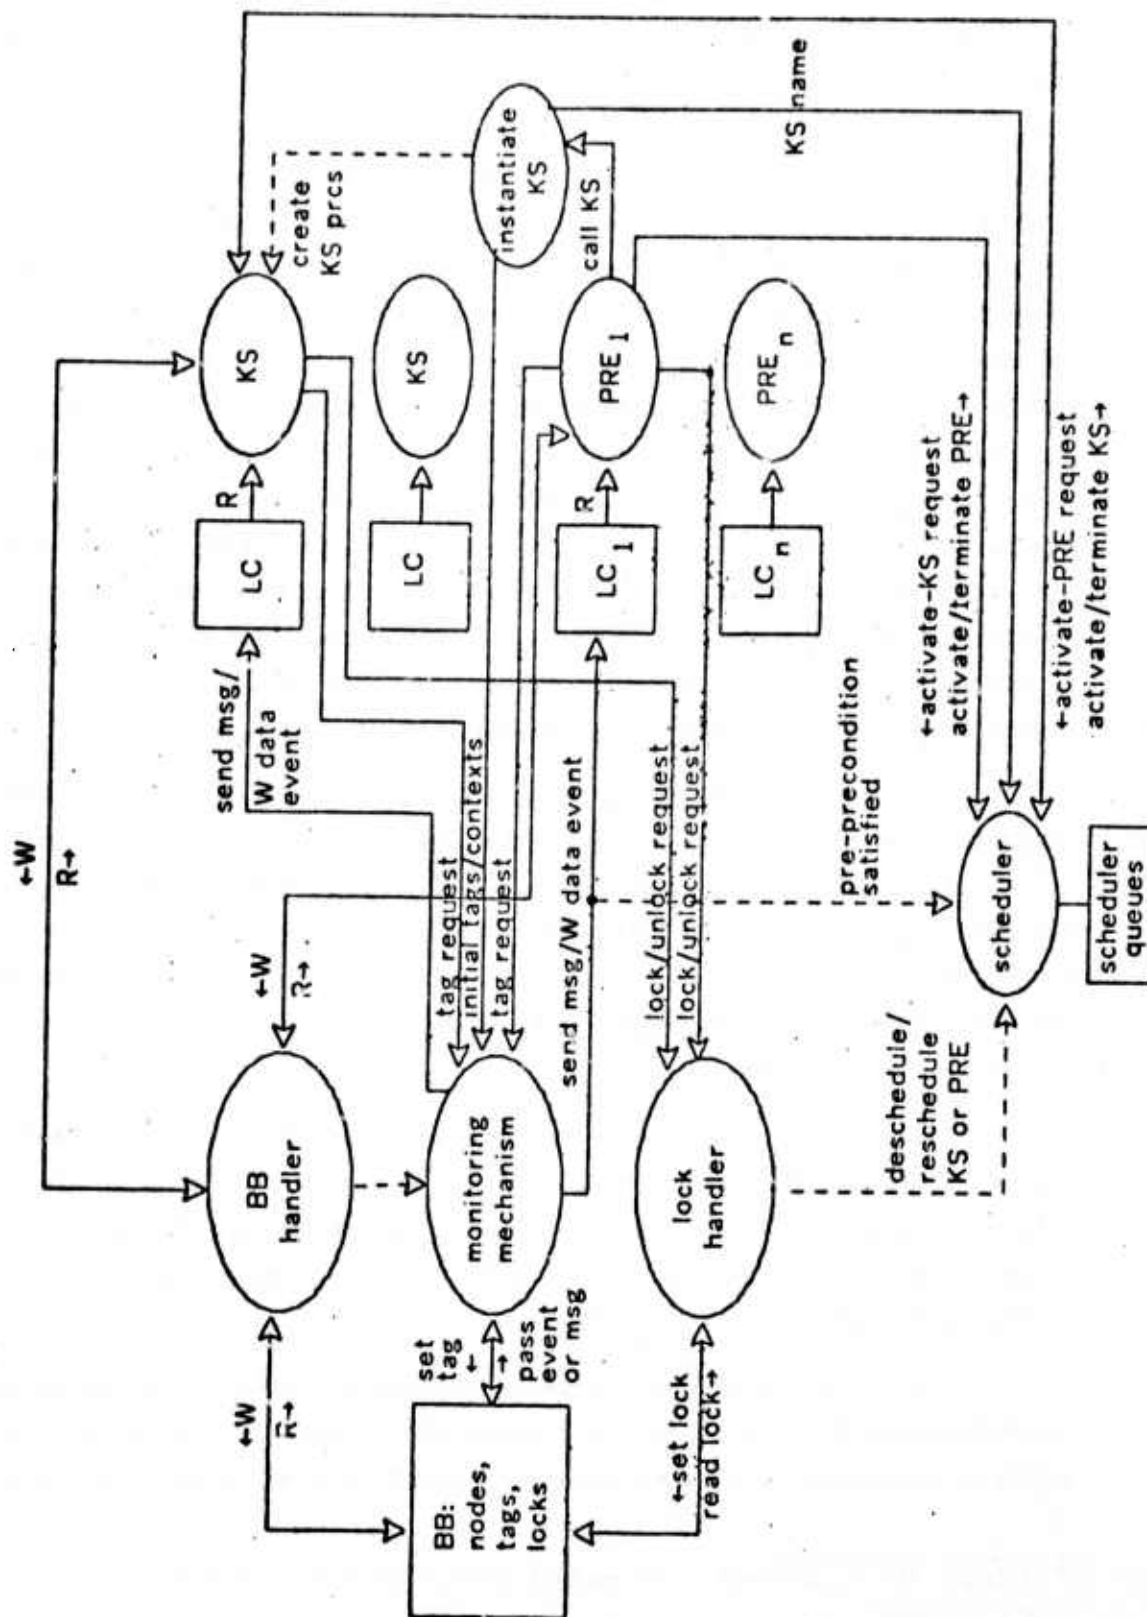 ←W
R→
←W
R→
BB:
nodes,
tags,
locks
set
tag
←
→
pass
event
or msg
←set lock
read lock→
BB
handler
monitoring
mechanism
lock
handler
←W
R→
send msg/
W data
event
tag request
initial tags/contexts
tag request
send msg/W data event
lock/unlock request
lock/unlock request
deschedule/
reschedule
KS or PRE
pre-precondition
satisfied
scheduler
scheduler
queues
LC
R
KS
LC
KS
LC 1
R
PRE 1
LC n
PRE n
create
KS prcs
instantiate
KS
call KS
KS name
←activate-KS request
activate/terminate PRE→
←activate-PRE request
activate/terminate KS→